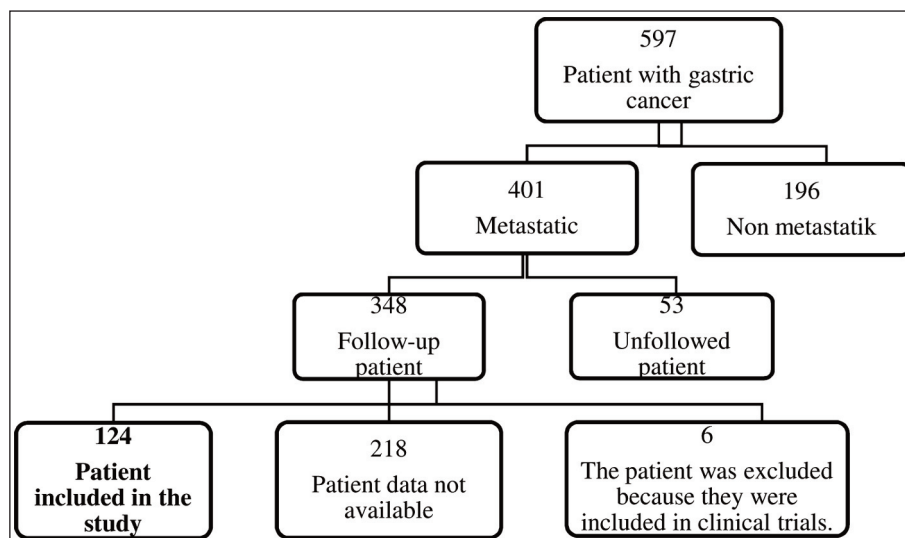 597
Patient with gastric
cancer
401
Metastatic
196
Non metastatik
348
Follow-up
patient
53
Unfollowed
patient
124
Patient
included in the
study
218
Patient data not
available
6
The patient was excluded
because they were
included in clinical trials.